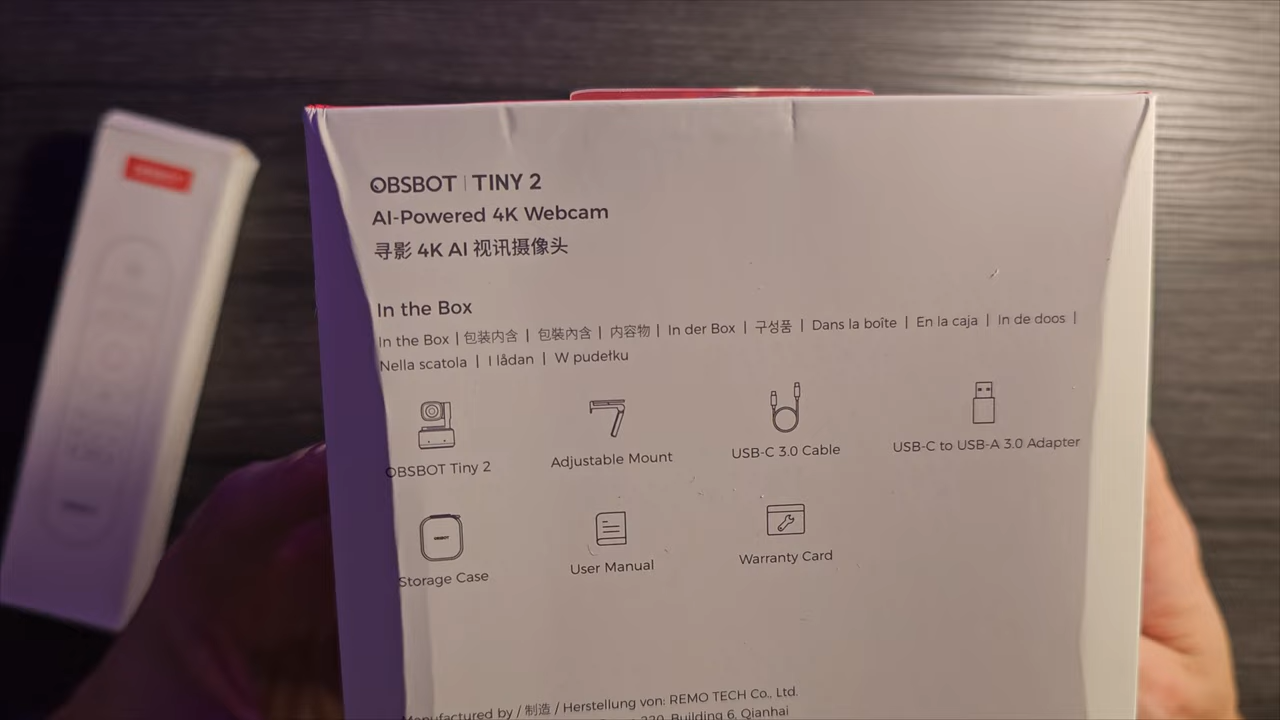 OBSBOT | TINY 2
AI-Powered 4K Webcam
寻影 4K AI 视讯摄像头
In the Box
In the Box | 包装内含 | 包裝內含 | 内容物 | In der Box | 구성품 | Dans la boîte | En la caja | In de doos |
Nella scatola | I lådan | W pudełku
OBSBOT Tiny 2
Adjustable Mount
USB-C 3.0 Cable
USB-C to USB-A 3.0 Adapter
Storage Case
User Manual
Warranty Card
Manufactured by / 制造 / Herstellung von: REMO TECH Co., Ltd.
220, Building 6, Qianhai